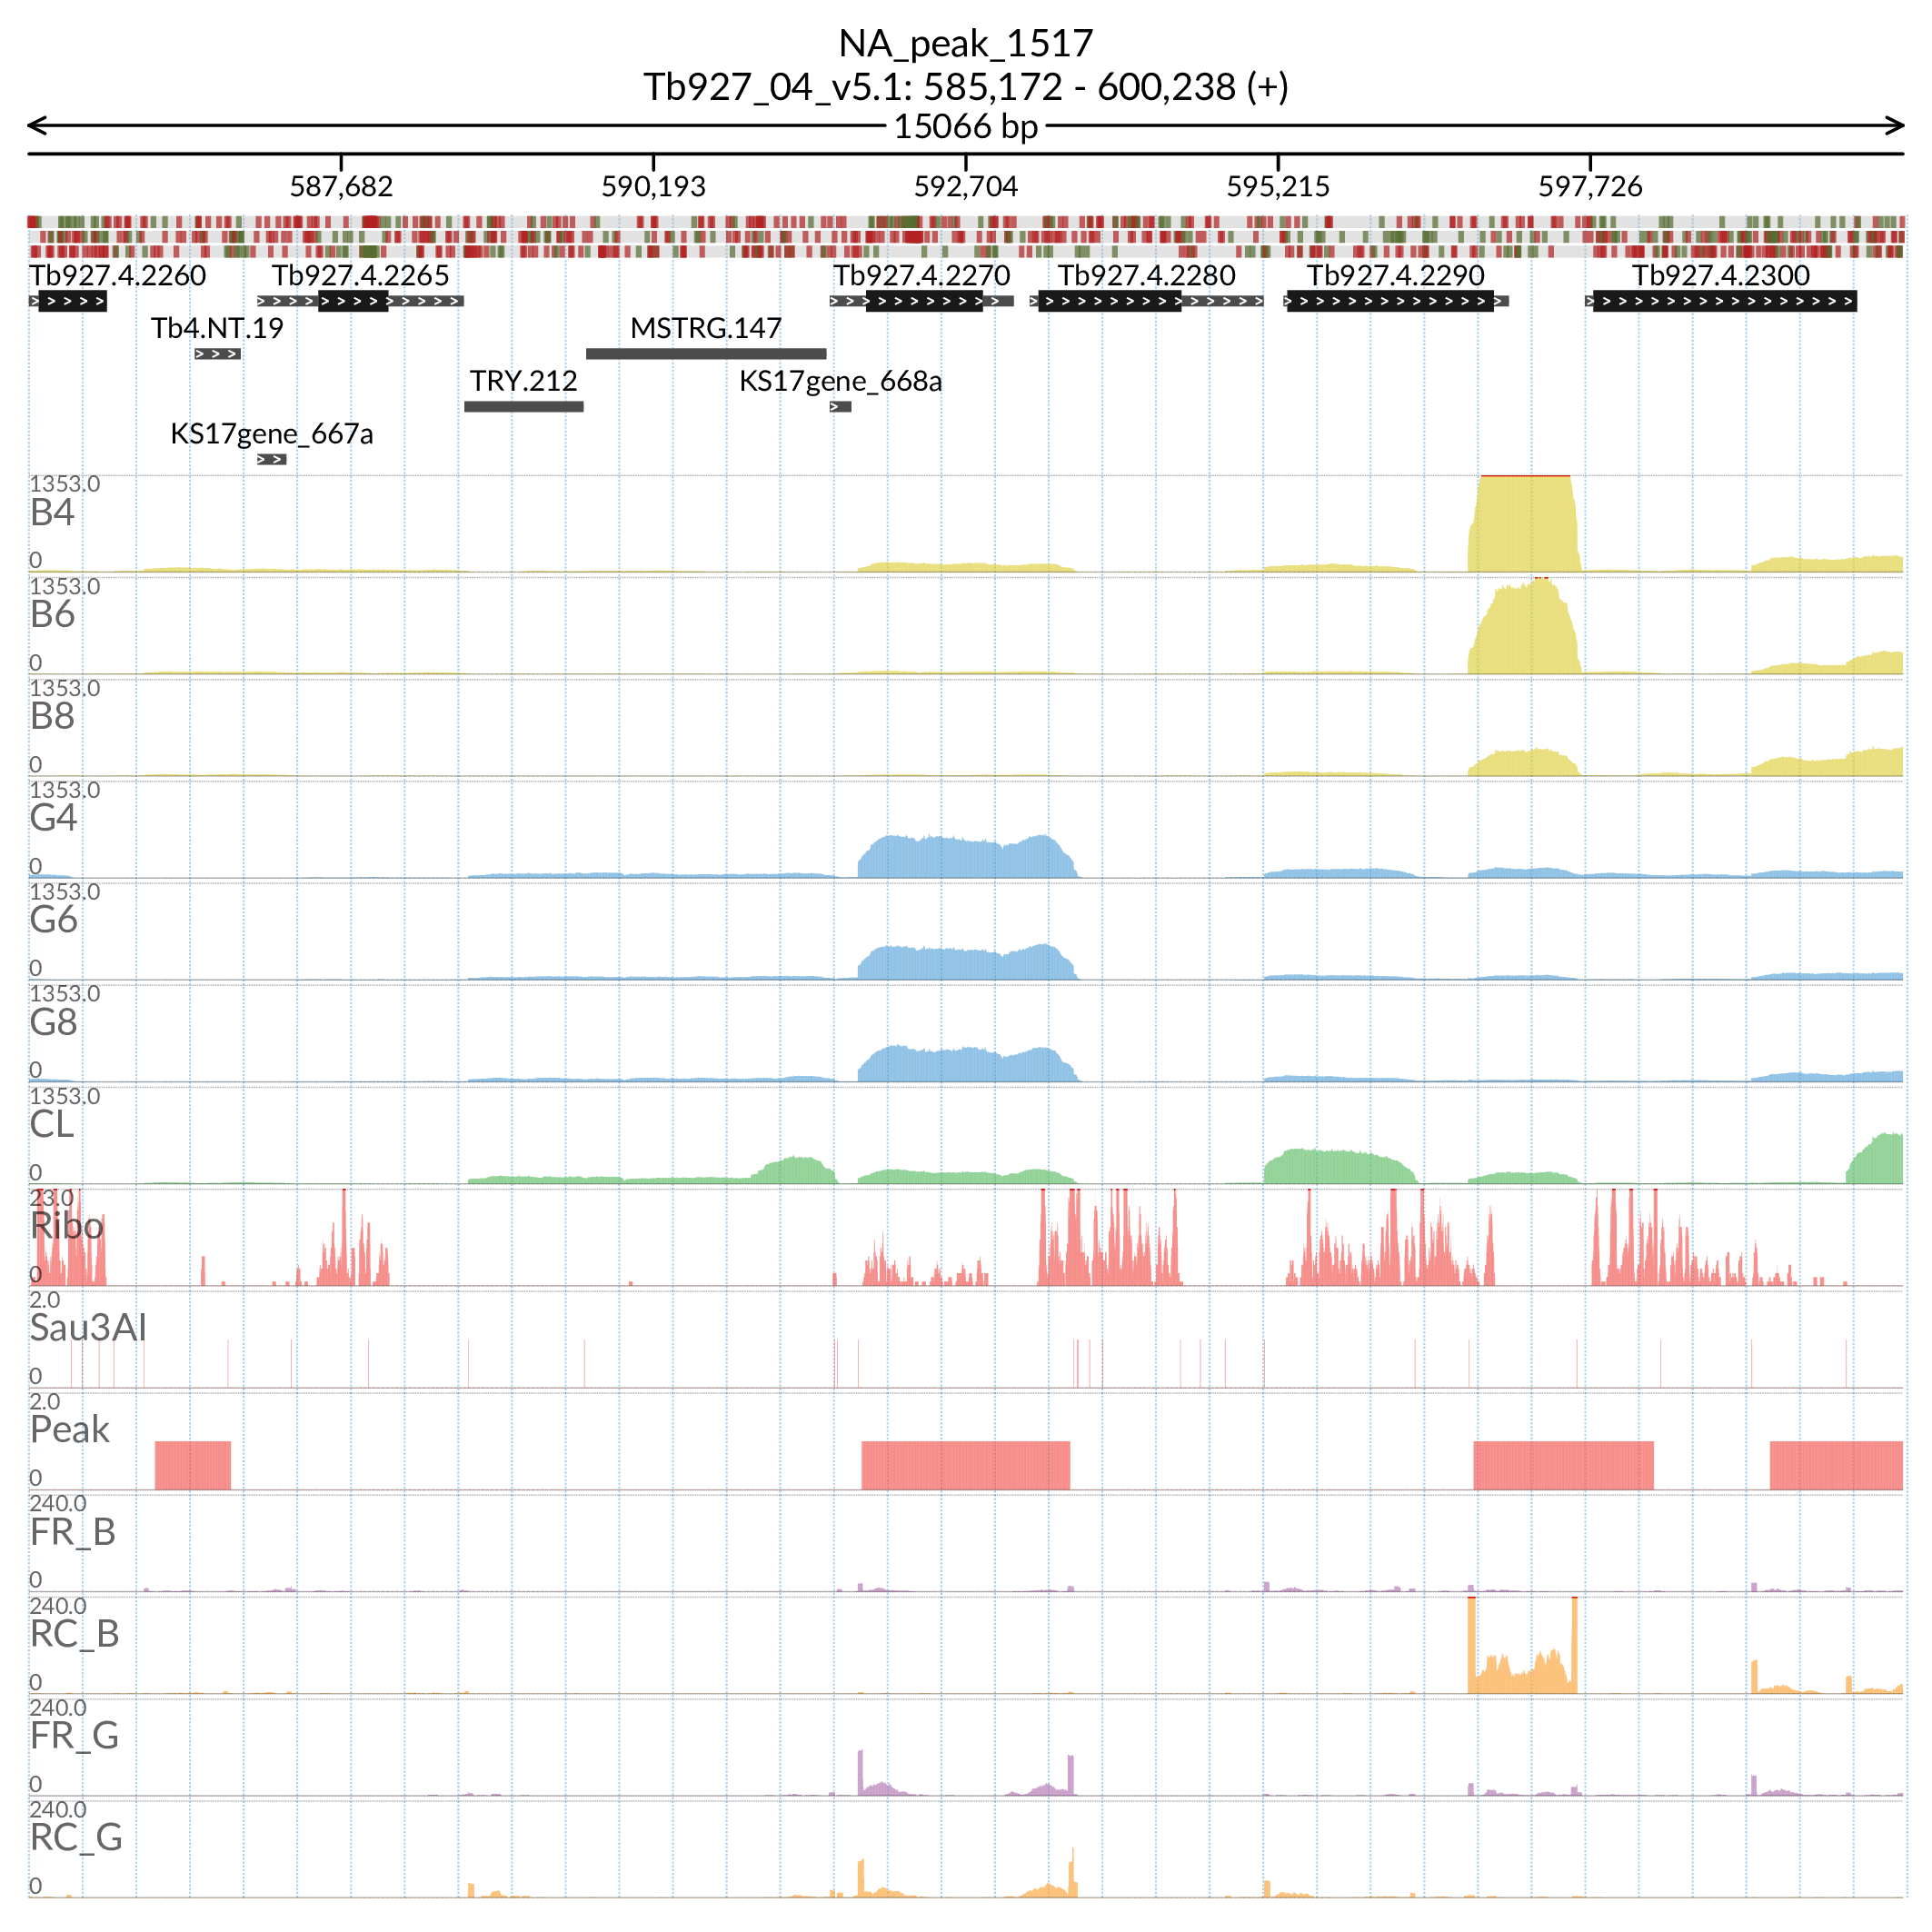 NA_peak_1517
Tb927_04_v5.1: 585,172 - 600,238 (+)
15066 bp
587,682 590,193 592,704 595,215 597,726
Tb927.4.2260 Tb927.4.2265 Tb927.4.2270 Tb927.4.2280 Tb927.4.2290 Tb927.4.2300
Tb4.NT.19 MSTRG.147
TRY.212 KS17gene_668a
KS17gene_667a
1353.0
B4
0
1353.0
B6
0
1353.0
B8
0
1353.0
G4
0
1353.0
G6
0
1353.0
G8
0
1353.0
CL
0
23.0
Ribo
0
2.0
Sau3AI
0
2.0
Peak
0
240.0
FR_B
0
240.0
RC_B
0
240.0
FR_G
0
240.0
RC_G
0